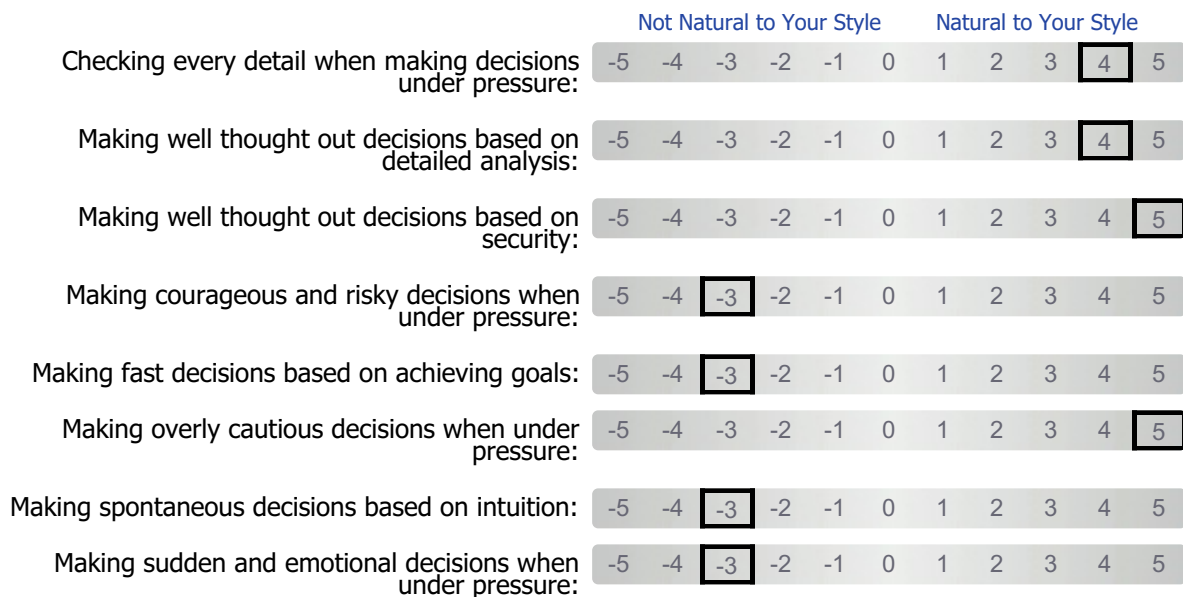 Not Natural to Your Style Natural to Your Style
Checking every detail when making decisions
under pressure:
-5 -4 -3 -2 -1 0 1 2 3 4 5
Making well thought out decisions based on
detailed analysis:
-5 -4 -3 -2 -1 0 1 2 3 4 5
Making well thought out decisions based on
security:
-5 -4 -3 -2 -1 0 1 2 3 4 5
Making courageous and risky decisions when
under pressure:
-5 -4 -3 -2 -1 0 1 2 3 4 5
Making fast decisions based on achieving goals:
-5 -4 -3 -2 -1 0 1 2 3 4 5
Making overly cautious decisions when under
pressure:
-5 -4 -3 -2 -1 0 1 2 3 4 5
Making spontaneous decisions based on intuition:
-5 -4 -3 -2 -1 0 1 2 3 4 5
Making sudden and emotional decisions when
under pressure:
-5 -4 -3 -2 -1 0 1 2 3 4 5